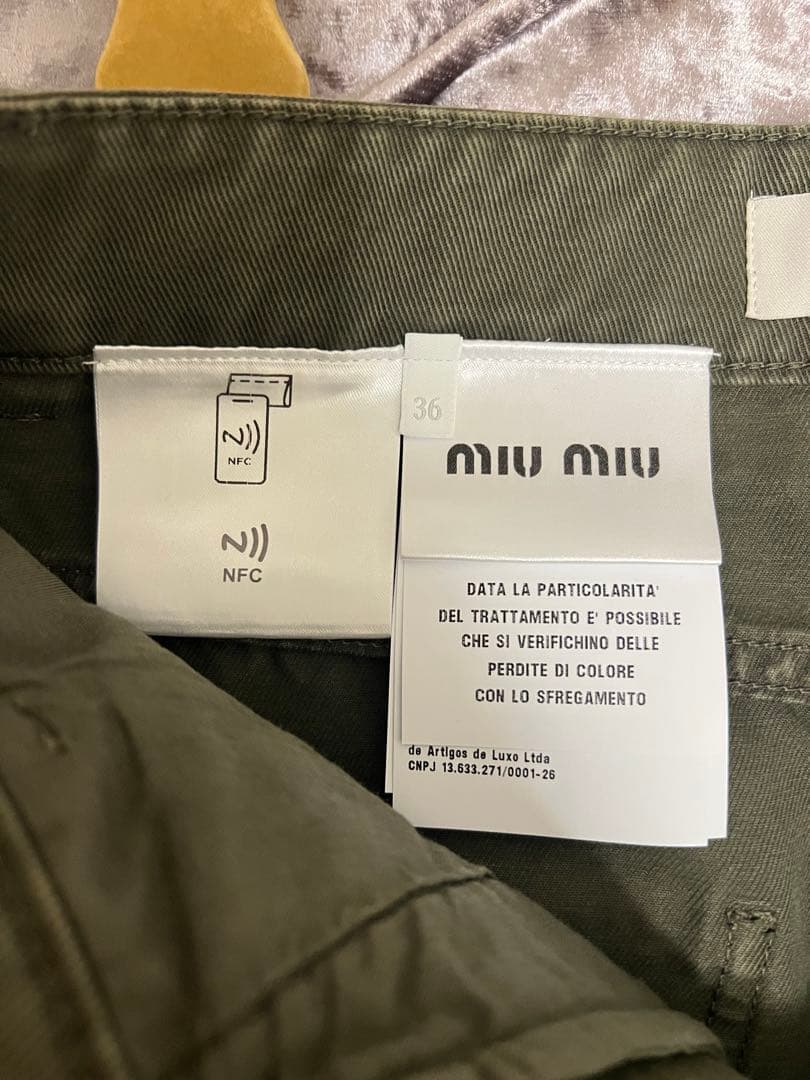 NFC
NFC
36
miu miu
DATA LA PARTICOLARITA'
DEL TRATTAMENTO E' POSSIBILE
CHE SI VERIFICHINO DELLE
PERDITE DI COLORE
CON LO SFREGAMENTO
de Artigos de Luxo Ltda
CNPJ 13.633.271/0001-26